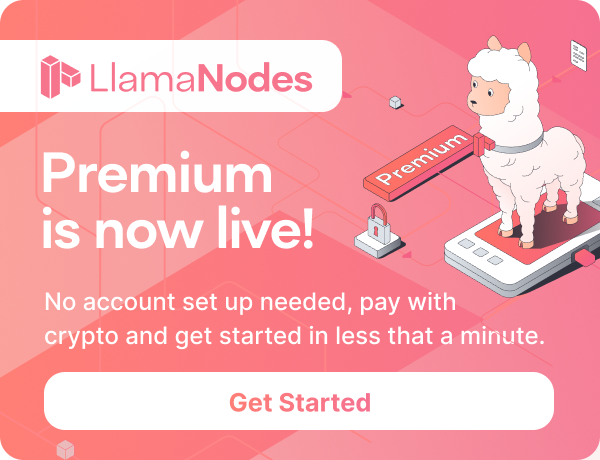 LlamaNodes
Premium
Premium
is now live!
No account set up needed, pay with
crypto and get started in less that a minute.
Get Started